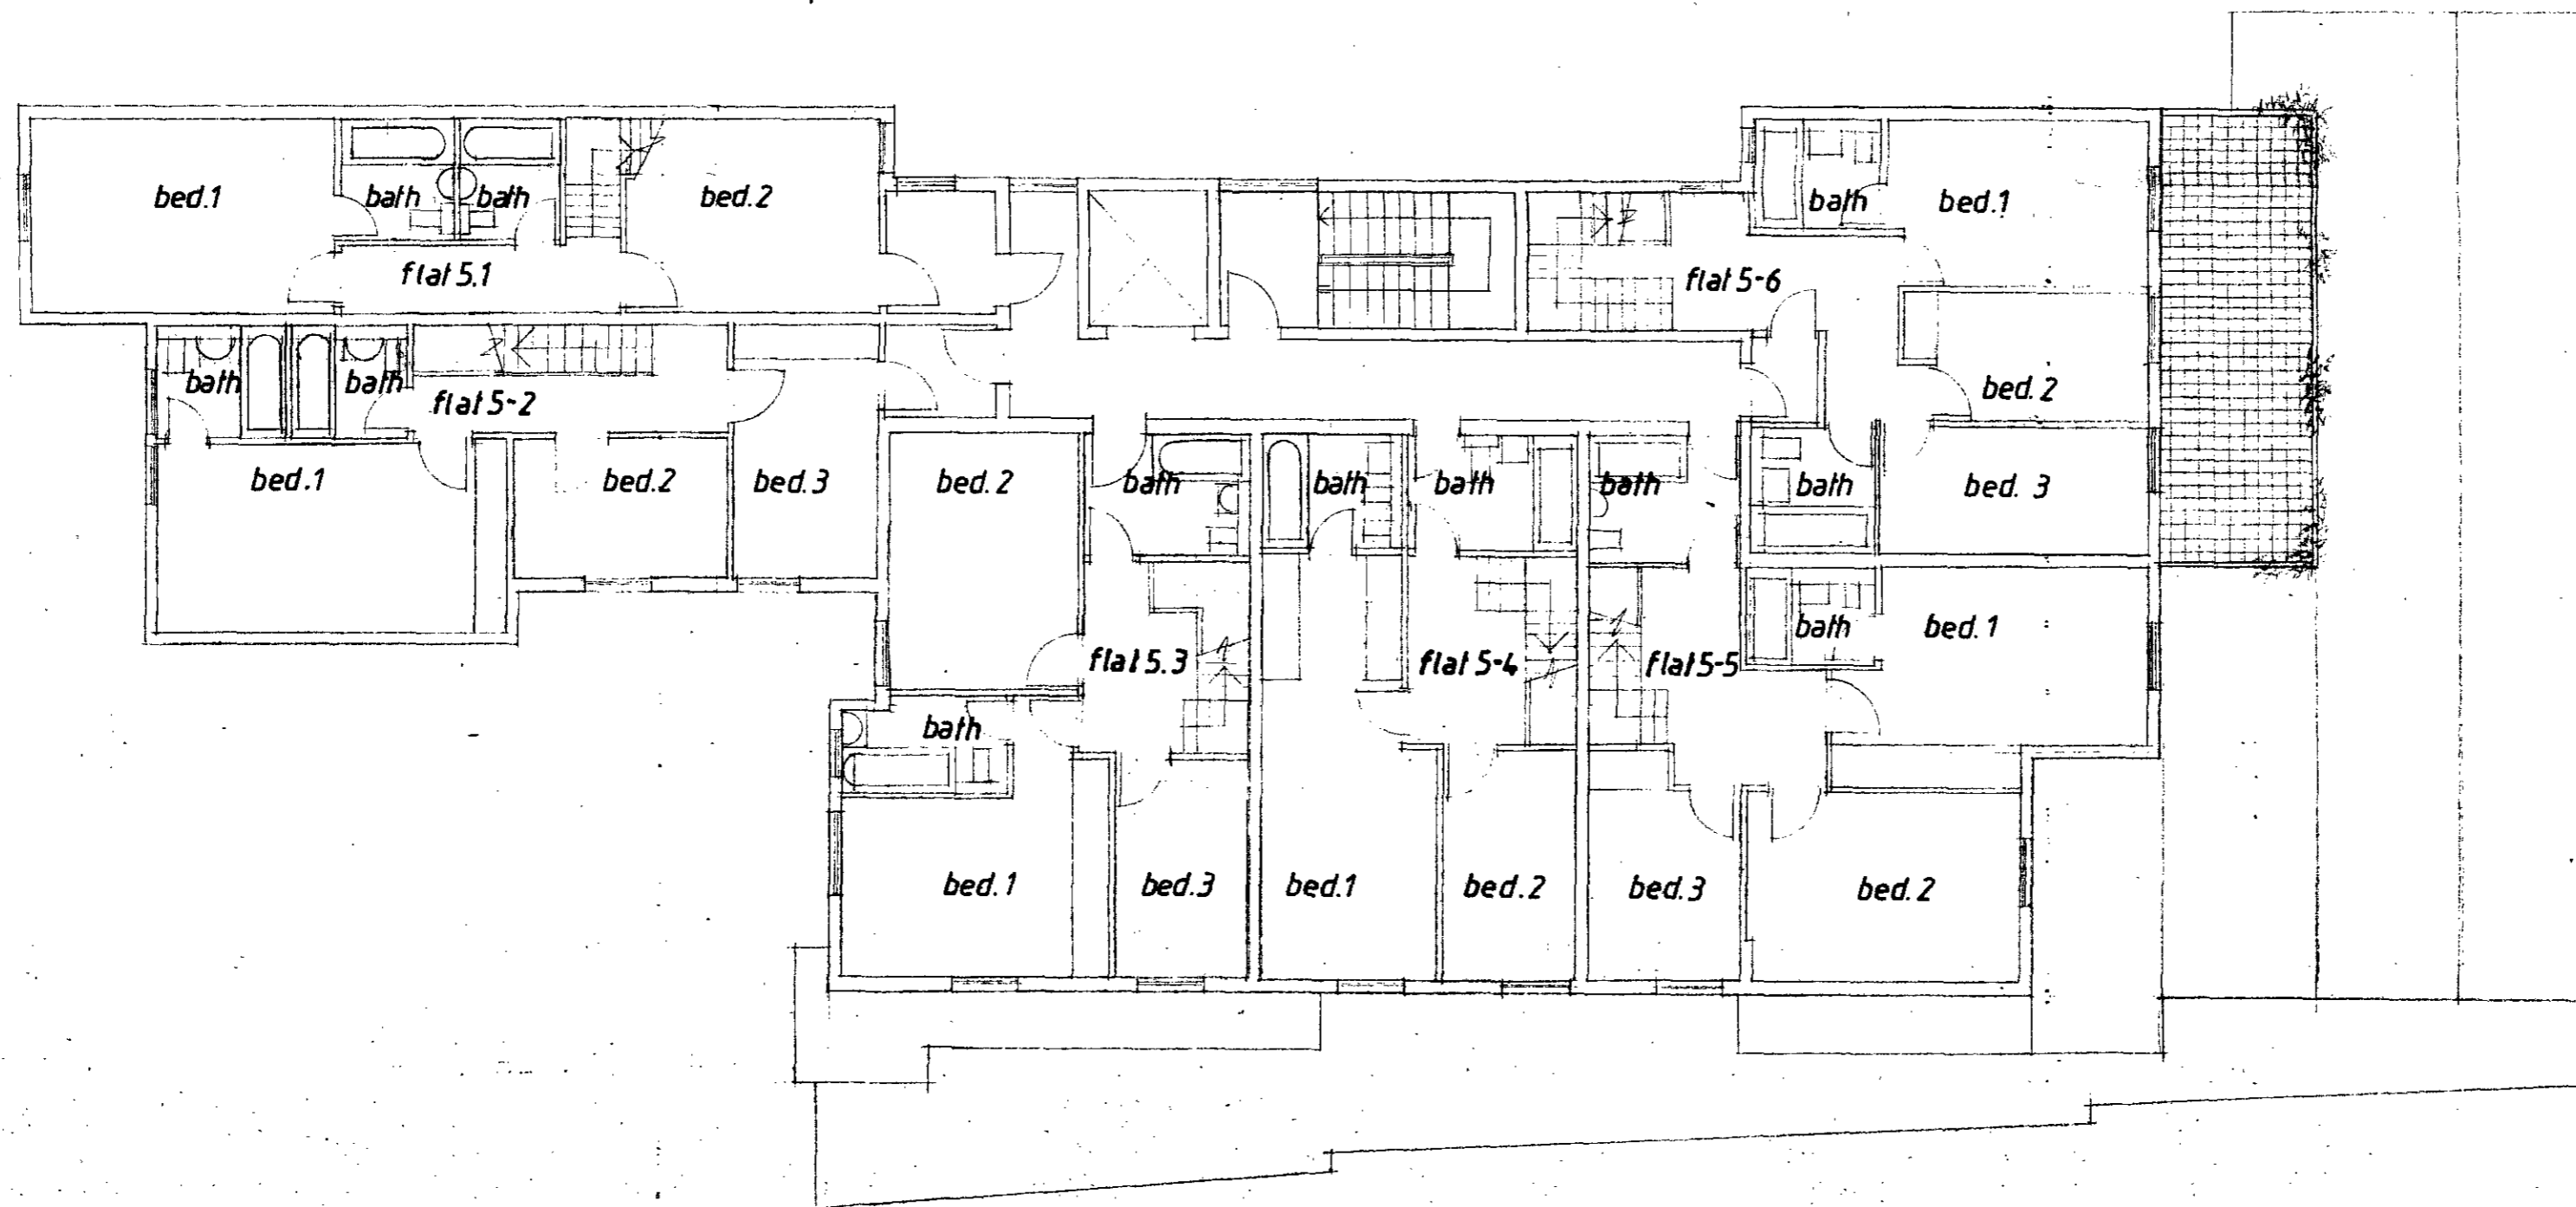 bed.1
bath
bath
bed.2
flat 5.1
bath
bed.1
flat 5-6
bed.2
bath
bath
flat 5-2
bed.1
bed.2
bed.3
bed.2
bath
bath
bath
bath
bath
bed. 3
flat 5.3
flat 5-4
flat 5-5
bath
bed.1
bath
bed.1
bed.3
bed.1
bed.2
bed.3
bed.2